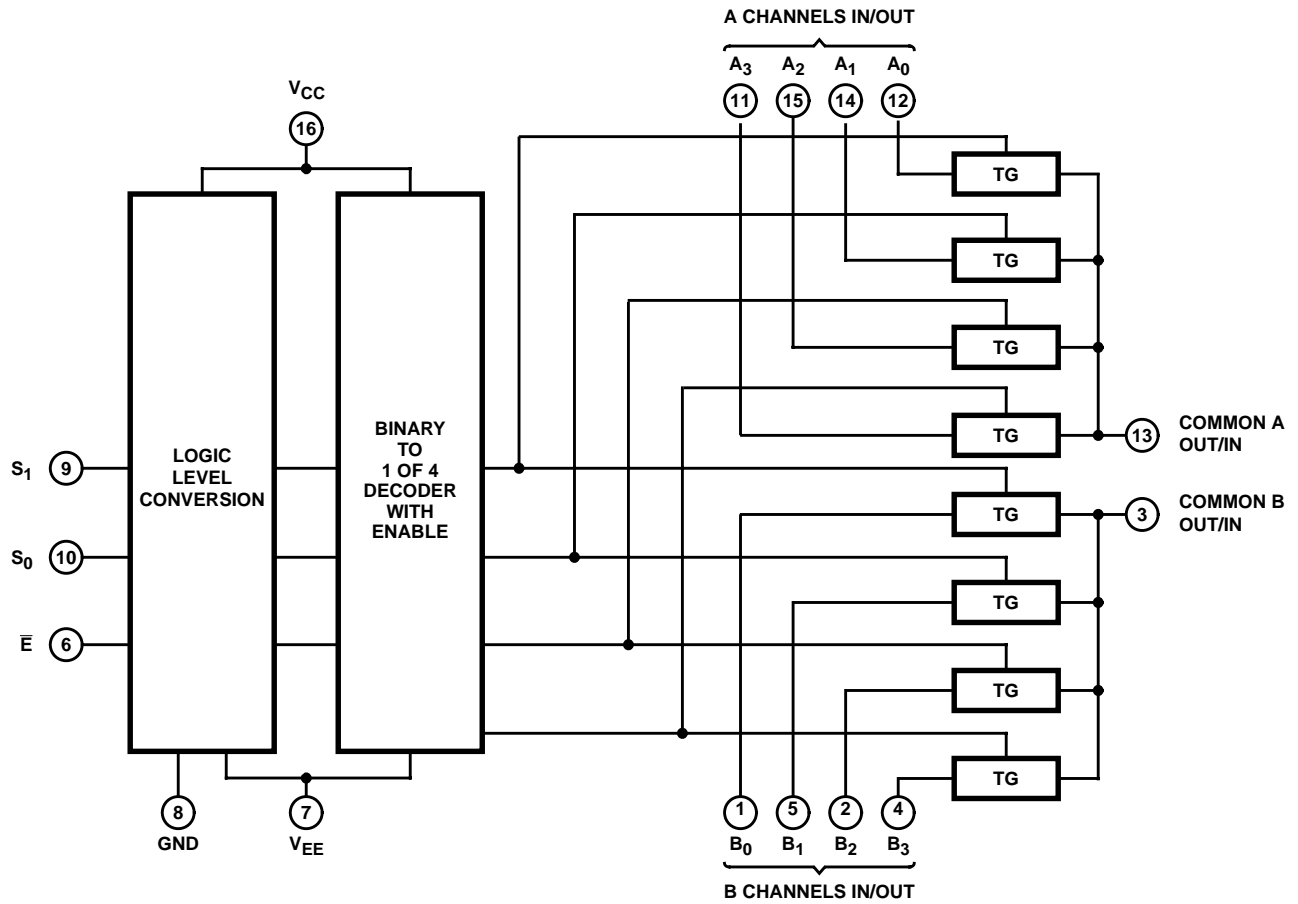 A CHANNELS IN/OUT
A3 A2 A1 A0
11 15 14 12
VCC
16
TG
TG
TG
TG
13 COMMON A OUT/IN
LOGIC LEVEL CONVERSION
BINARY TO 1 OF 4 DECODER WITH ENABLE
S1 9
S0 10
E̅ 6
TG
3 COMMON B OUT/IN
TG
TG
TG
8 7
GND VEE
1 5 2 4
B0 B1 B2 B3
B CHANNELS IN/OUT